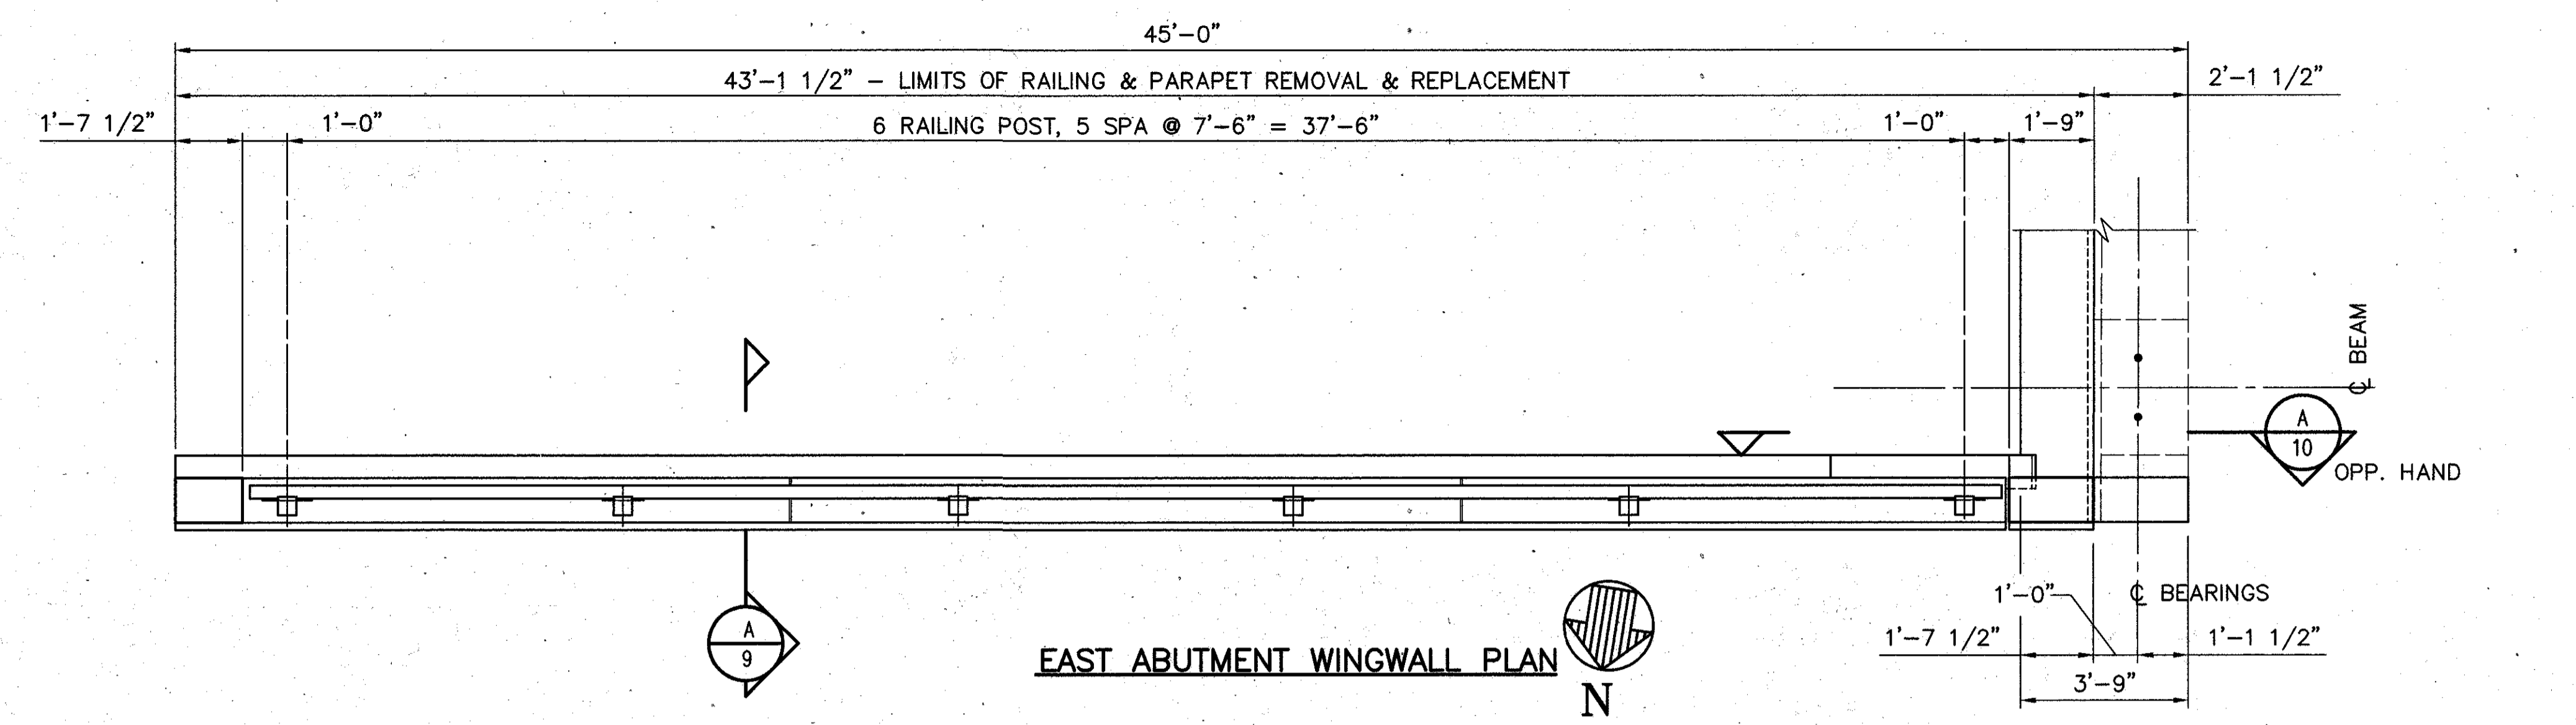 45'-0"
43'-1 1/2" - LIMITS OF RAILING & PARAPET REMOVAL & REPLACEMENT
2'-1 1/2"
1'-7 1/2"
1'-0"
6 RAILING POST, 5 SPA @ 7'-6" = 37'-6"
1'-0"
1'-9"
℄ BEAM
A
10
OPP. HAND
1'-0"
℄ BEARINGS
A
9
EAST ABUTMENT WINGWALL PLAN
N
1'-7 1/2"
1'-1 1/2"
3'-9"